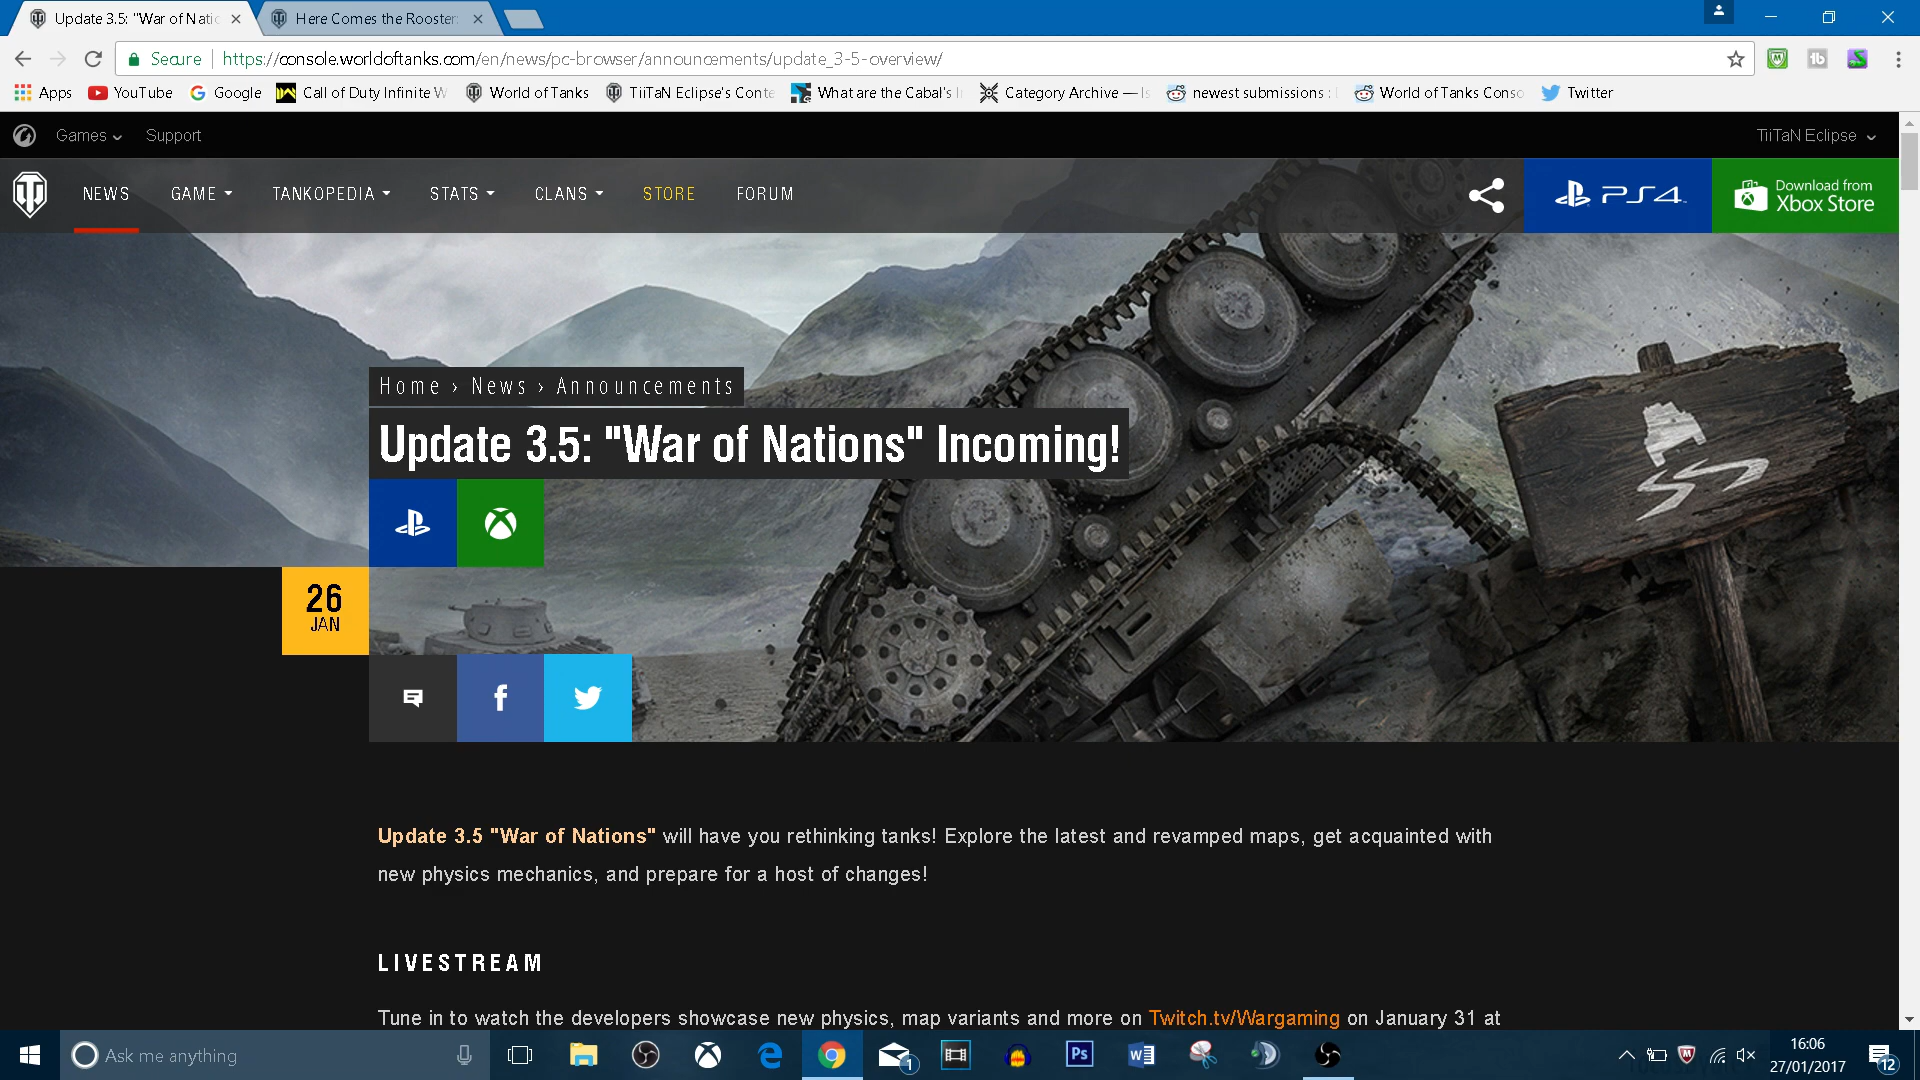 Update 3.5: "War of Natio
Here Comes the Rooster:
Secure
https://console.worldoftanks.com/en/news/pc-browser/announcements/update_3-5-overview/
Apps
YouTube
Google
Call of Duty Infinite W
World of Tanks
TiiTaN Eclipse's Conte
What are the Cabal's I
Category Archive — Is
newest submissions :
World of Tanks Conso
Twitter
Games
Support
TiiTaN Eclipse
NEWS
GAME
TANKOPEDIA
STATS
CLANS
STORE
FORUM
PS4
Download from
Xbox Store
Home › News › Announcements
Update 3.5: "War of Nations" Incoming!
26
JAN
Update 3.5 "War of Nations" will have you rethinking tanks! Explore the latest and revamped maps, get acquainted with
new physics mechanics, and prepare for a host of changes!
LIVESTREAM
Tune in to watch the developers showcase new physics, map variants and more on Twitch.tv/Wargaming on January 31 at
Ask me anything
1
Ps
16:06
27/01/2017
12